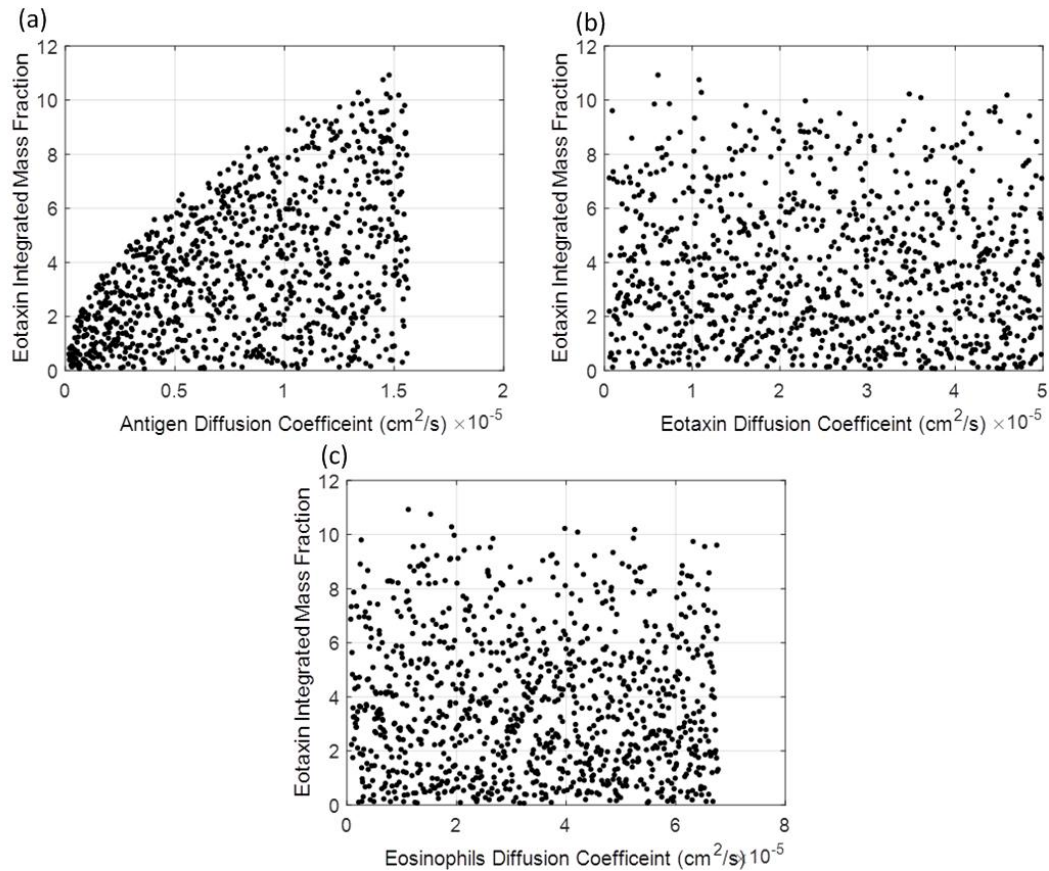 (a)
Eotaxin Integrated Mass Fraction
12
10
8
6
4
2
0
0 0.5 1 1.5 2
Antigen Diffusion Coefficeint (cm²/s) ×10⁻⁵
(b)
Eotaxin Integrated Mass Fraction
12
10
8
6
4
2
0
0 1 2 3 4 5
Eotaxin Diffusion Coefficeint (cm²/s) ×10⁻⁵
(c)
Eotaxin Integrated Mass Fraction
12
10
8
6
4
2
0
0 2 4 6 8
Eosinophils Diffusion Coefficeint (cm²/s) ×10⁻⁵